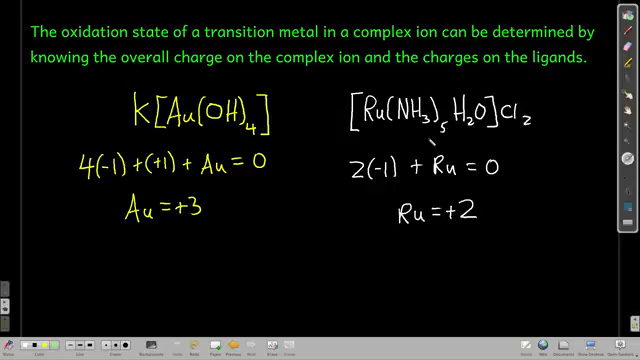 The oxidation state of a transition metal in a complex ion can be determined by
knowing the overall charge on the complex ion and the charges on the ligands.
K[Au(OH)₄]
4(-1) + (+1) + Au = 0
Au = +3
[Ru(NH₃)₅H₂O]Cl₂
2(-1) + Ru = 0
Ru = +2